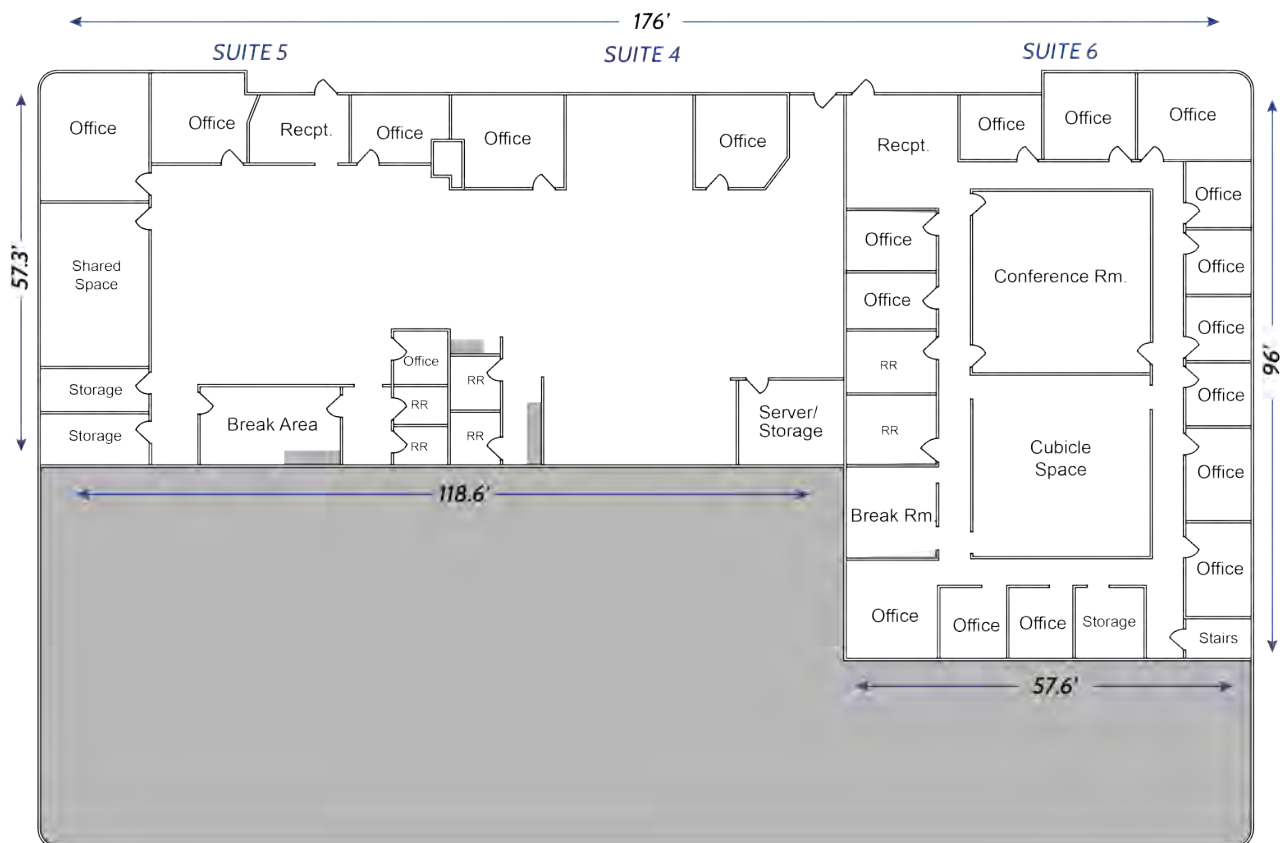 176'
SUITE 5
SUITE 4
SUITE 6
Office
Office
Recpt.
Office
Office
Office
Recpt.
Office
Office
Office
57.3'
Shared
Space
Office
Office
Office
Office
Conference Rm.
Office
Office
96'
Office
RR
RR
Storage
Storage
Break Area
RR
RR
RR
Server/
Storage
RR
Cubicle
Space
Office
Office
118.6'
Break Rm.
Office
Office
Office
Office
Storage
Stairs
57.6'